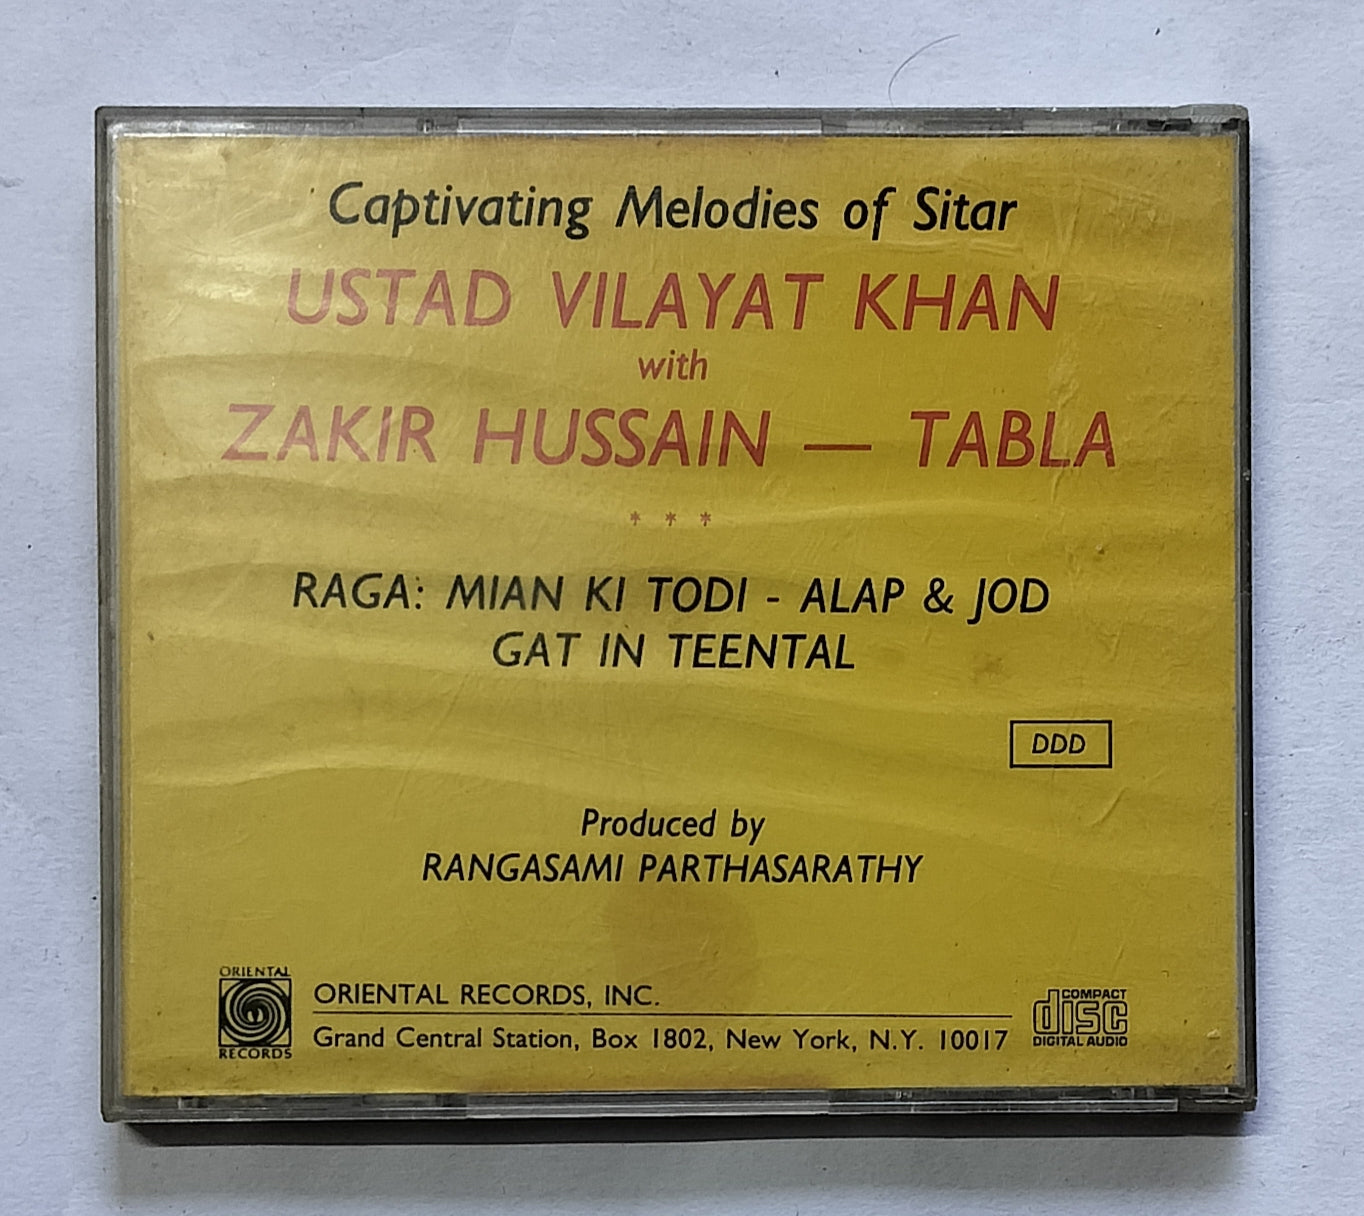 Captivating Melodies of Sitar
USTAD VILAYAT KHAN
with
ZAKIR HUSSAIN — TABLA
* * *
RAGA: MIAN KI TODI - ALAP & JOD
GAT IN TEENTAL
DDD
Produced by
RANGASAMI PARTHASARATHY
ORIENTAL
RECORDS
ORIENTAL RECORDS, INC.
Grand Central Station, Box 1802, New York, N.Y. 10017
COMPACT
disc
DIGITAL AUDIO